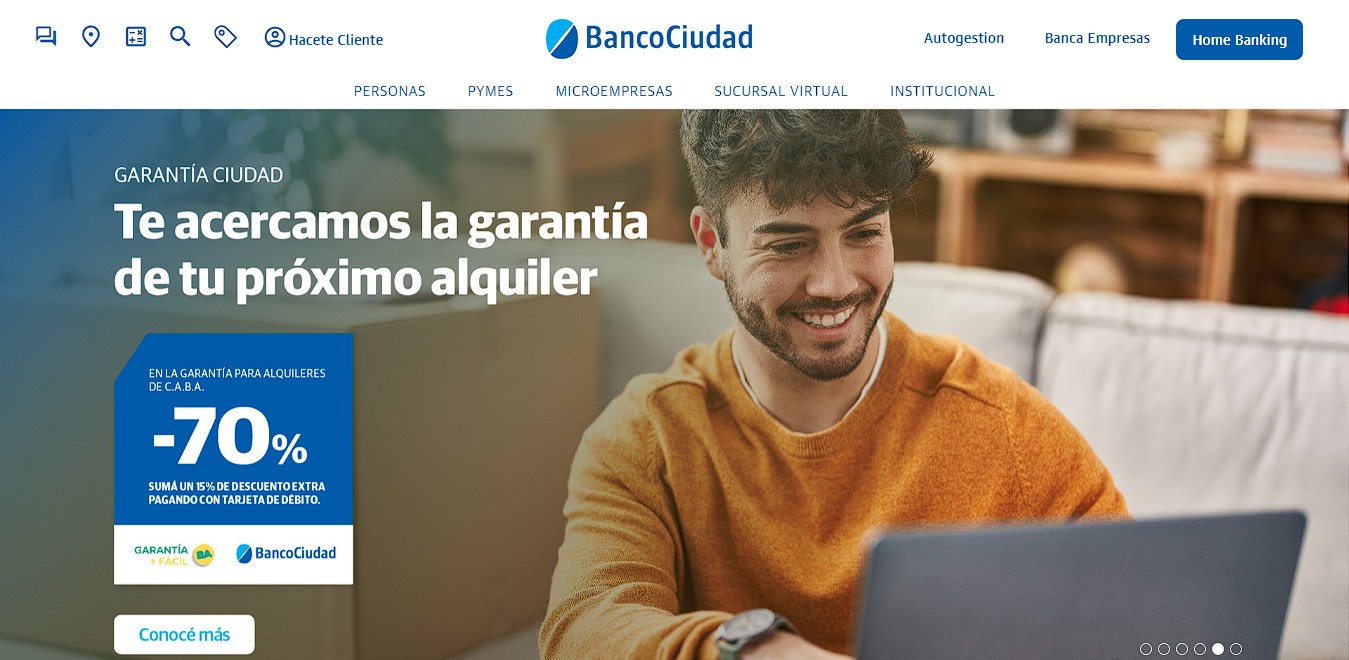 Hacete Cliente
BancoCiudad
Autogestion
Banca Empresas
Home Banking
PERSONAS
PYMES
MICROEMPRESAS
SUCURSAL VIRTUAL
INSTITUCIONAL
GARANTÍA CIUDAD
Te acercamos la garantía
de tu próximo alquiler
EN LA GARANTÍA PARA ALQUILERES
DE C.A.B.A.
-70%
SUMÁ UN 15% DE DESCUENTO EXTRA
PAGANDO CON TARJETA DE DÉBITO.
GARANTÍA
+ FÁCIL
BA
BancoCiudad
Conocé más